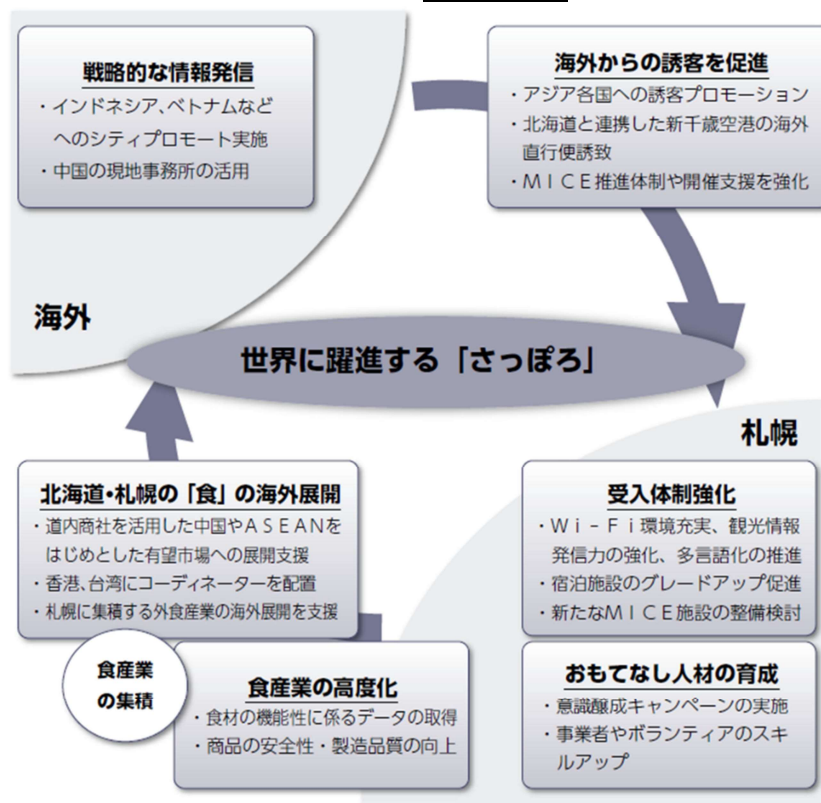 戦略的な情報発信
・インドネシア、ベトナムなど
へのシティプロモート実施
・中国の現地事務所の活用
海外からの誘客を促進
・アジア各国への誘客プロモーション
・北海道と連携した新千歳空港の海外
直行便誘致
・ＭＩＣＥ推進体制や開催支援を強化
海外
世界に躍進する「さっぽろ」
札幌
北海道・札幌の「食」の海外展開
・道内商社を活用した中国やＡＳＥＡＮを
はじめとした有望市場への展開支援
・香港、台湾にコーディネーターを配置
・札幌に集積する外食産業の海外展開を支援
食産業
の集積
食産業の高度化
・食材の機能性に係るデータの取得
・商品の安全性・製造品質の向上
受入体制強化
・Ｗｉ－Ｆｉ環境充実、観光情報
発信力の強化、多言語化の推進
・宿泊施設のグレードアップ促進
・新たなＭＩＣＥ施設の整備検討
おもてなし人材の育成
・意識醸成キャンペーンの実施
・事業者やボランティアのスキ
ルアップ